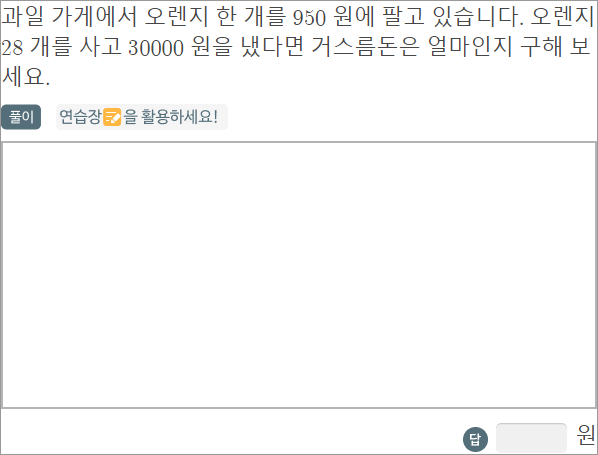 과일 가게에서 오렌지 한 개를 950 원에 팔고 있습니다. 오렌지
28 개를 사고 30000 원을 냈다면 거스름돈은 얼마인지 구해 보
세요.
풀이 연습장 을 활용하세요!
답 원